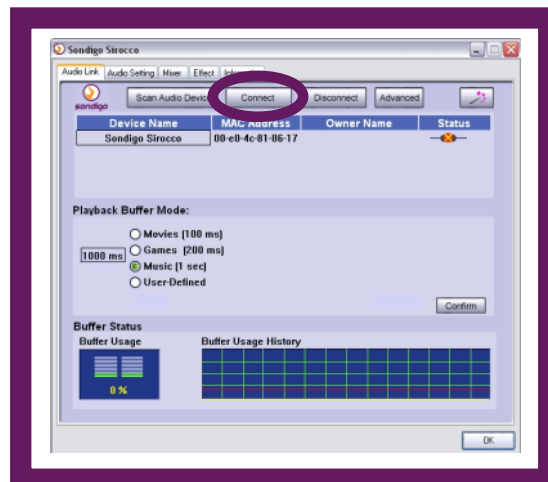 Sondigo Sirocco
Audio Link Audio Setting Mixer Effect
sondigo Scan Audio Device Connect Disconnect Advanced
Device Name MAC Address Owner Name Status
Sondigo Sirocco 00-e0-4c-81-86-17
Playback Buffer Mode:
Movies (100 ms)
1000 ms Games (200 ms)
Music (1 sec)
User-Defined
Confirm
Buffer Status
Buffer Usage Buffer Usage History
0 %
OK